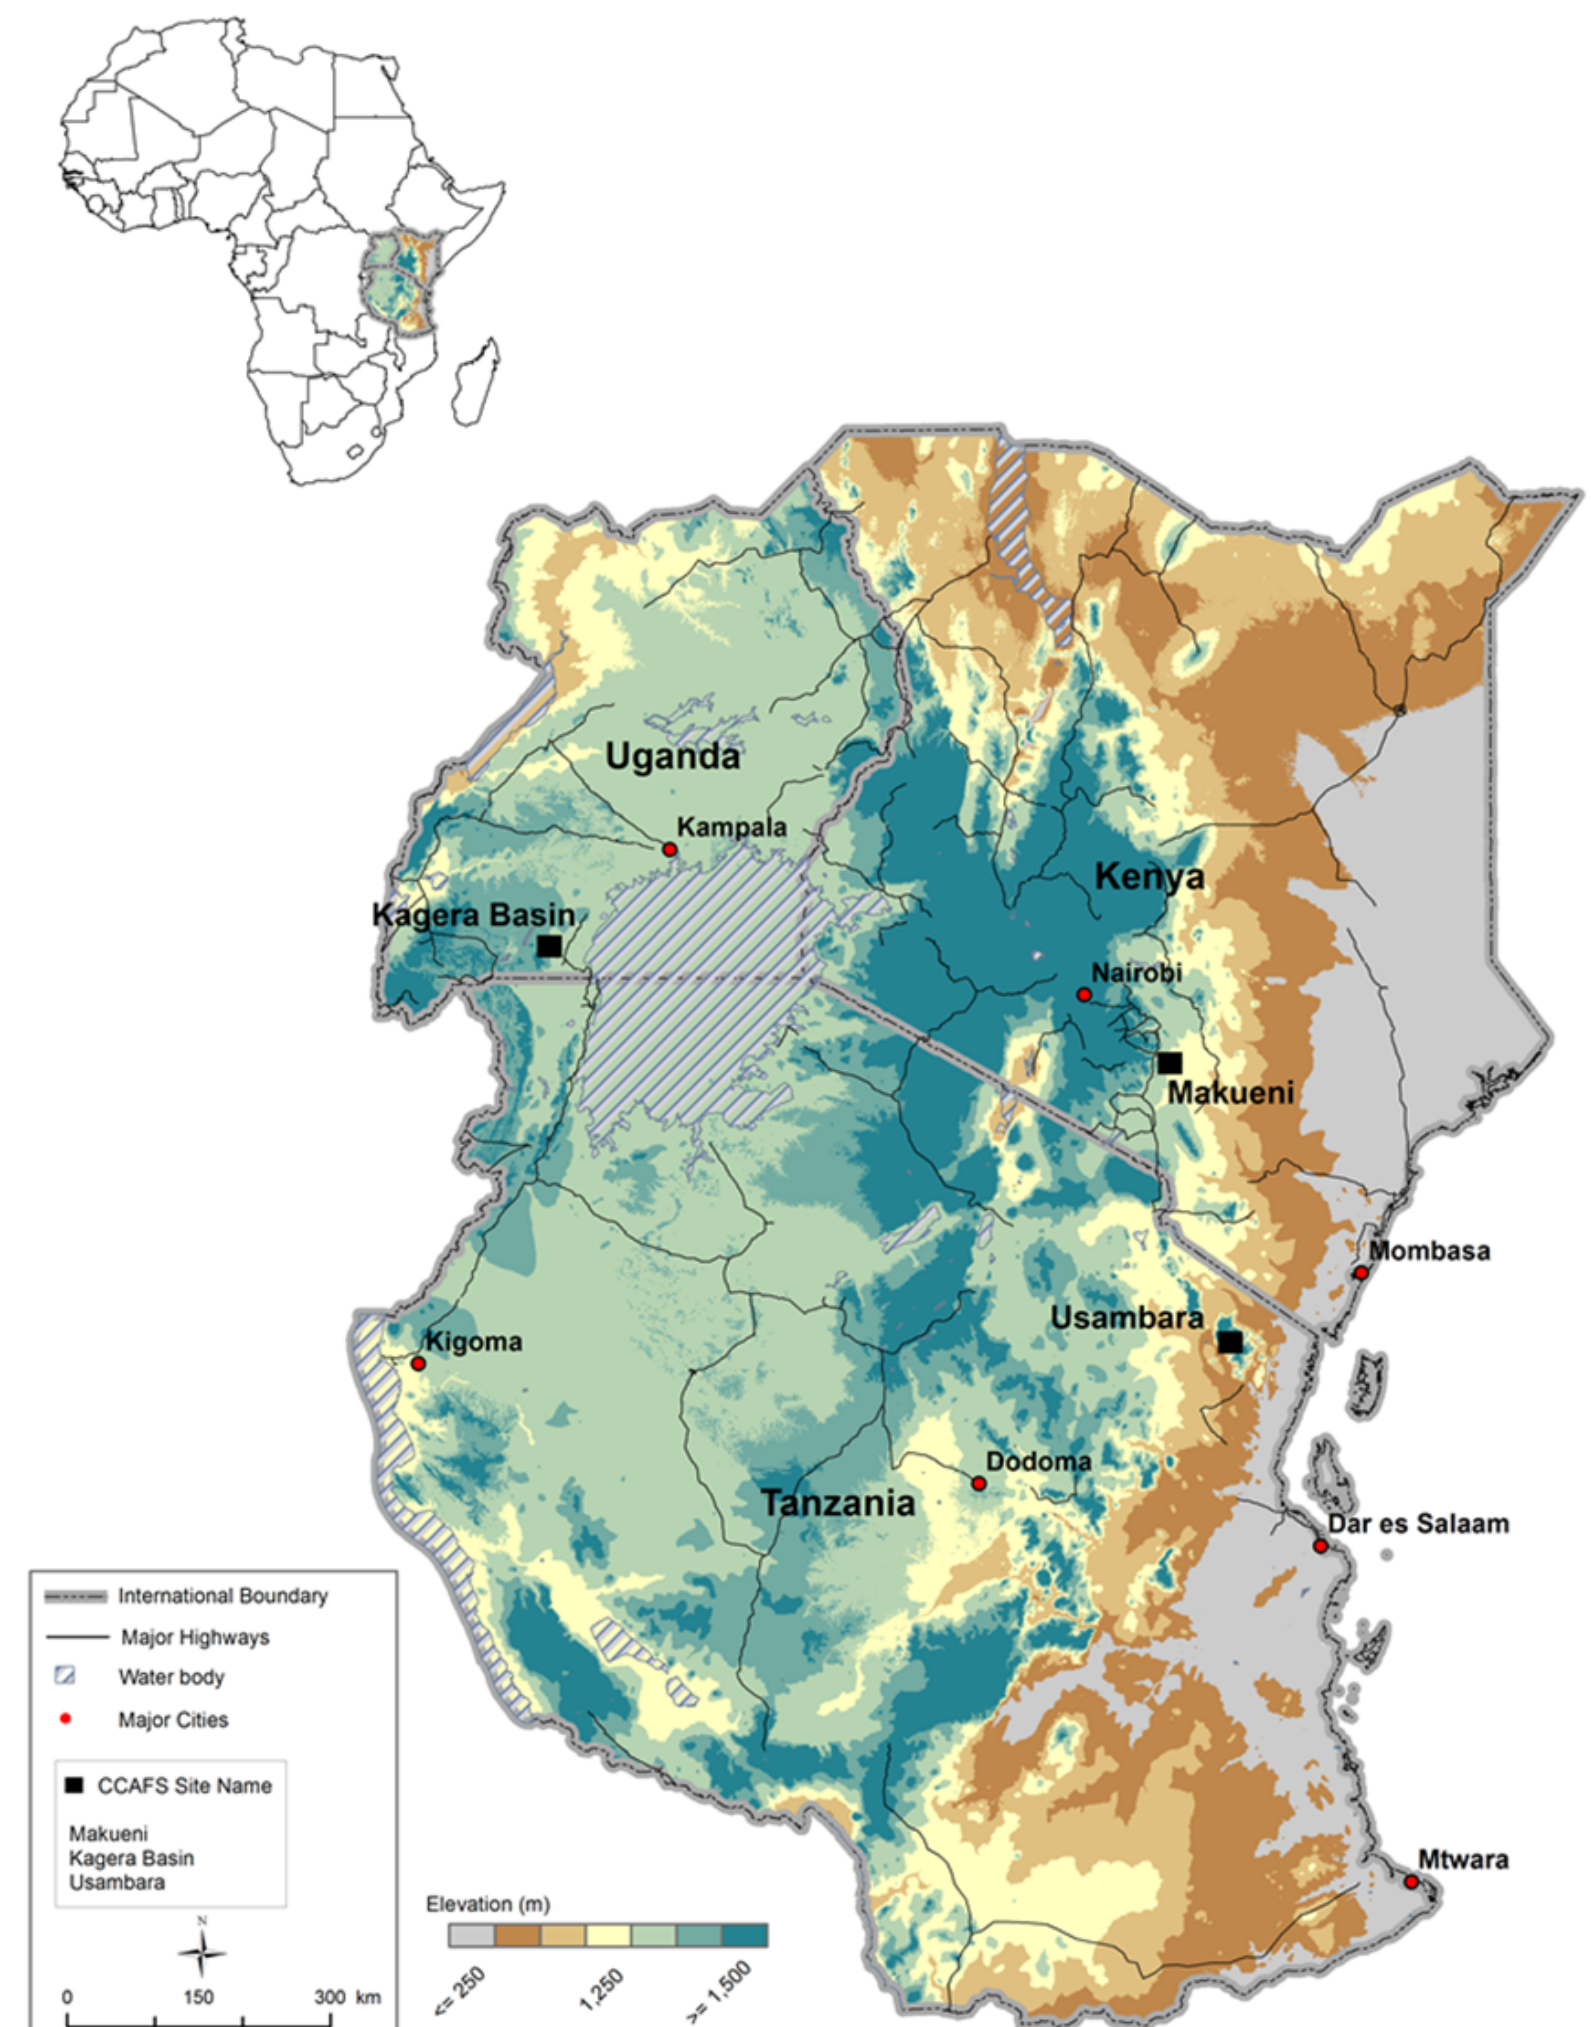 Uganda
Kampala
Kenya
Kagera Basin
Nairobi
Makueni
Mombasa
Usambara
Kigoma
Dodoma
Tanzania
Dar es Salaam
Mtwara
International Boundary
Major Highways
Water body
Major Cities
CCAFS Site Name
Makueni
Kagera Basin
Usambara
N
0 150 300 km
Elevation (m)
<= 250 1,250 >= 1,500